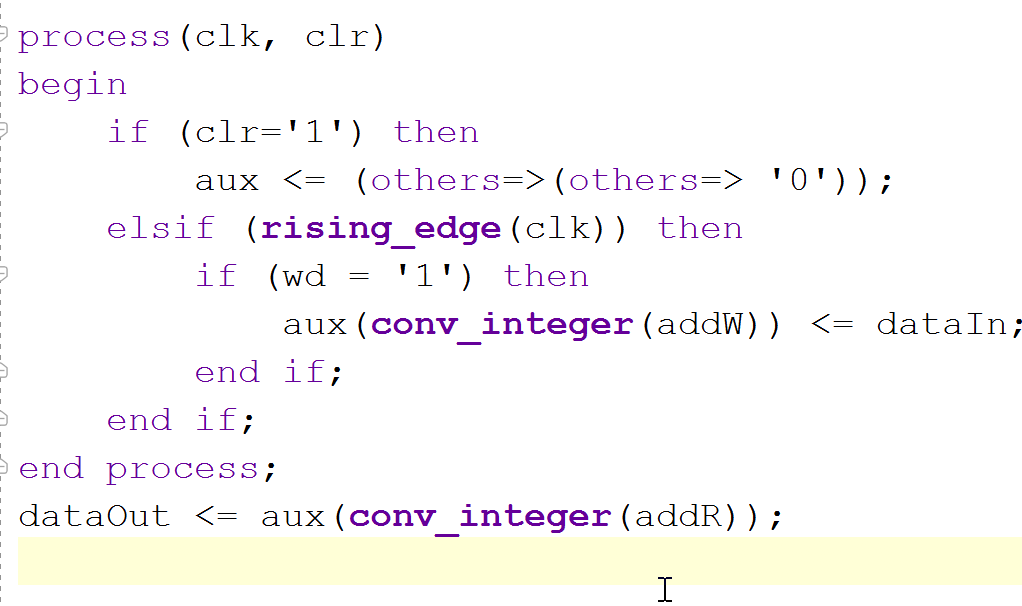 process(clk, clr)
begin
    if (clr='1') then
        aux <= (others=>(others=> '0'));
    elsif (rising_edge(clk)) then
        if (wd = '1') then
            aux(conv_integer(addW)) <= dataIn;
        end if;
    end if;
end process;
dataOut <= aux(conv_integer(addR));